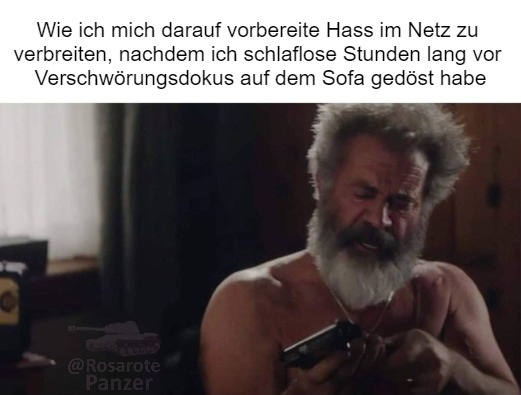 Wie ich mich darauf vorbereite Hass im Netz zu
verbreiten, nachdem ich schlaflose Stunden lang vor
Verschwörungsdokus auf dem Sofa gedöst habe
@Rosarote
Panzer